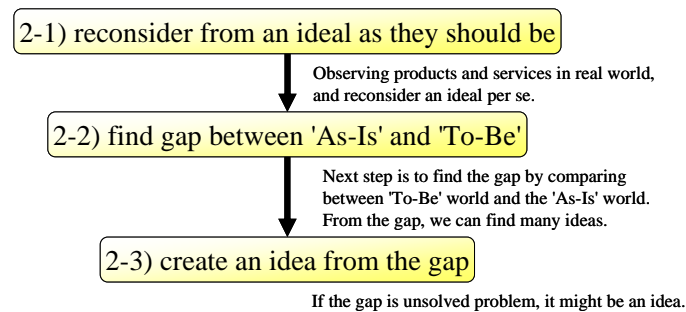 2-1) reconsider from an ideal as they should be
Observing products and services in real world,
and reconsider an ideal per se.
2-2) find gap between 'As-Is' and 'To-Be'
Next step is to find the gap by comparing
between 'To-Be' world and the 'As-Is' world.
From the gap, we can find many ideas.
2-3) create an idea from the gap
If the gap is unsolved problem, it might be an idea.